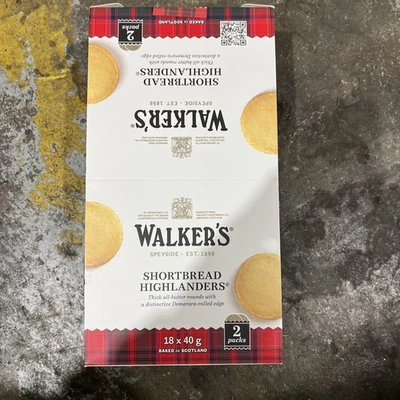 BAKED in SCOTLAND
2
packs
Thick all-butter rounds with
a distinctive Demerara-rolled edge
SHORTBREAD
HIGHLANDERS®
SPEYSIDE - EST. 1898
WALKER'S®
WALKER'S®
SPEYSIDE - EST. 1898
SHORTBREAD
HIGHLANDERS®
Thick all-butter rounds with
a distinctive Demerara-rolled edge
18 x 40 g
BAKED in SCOTLAND
2
packs